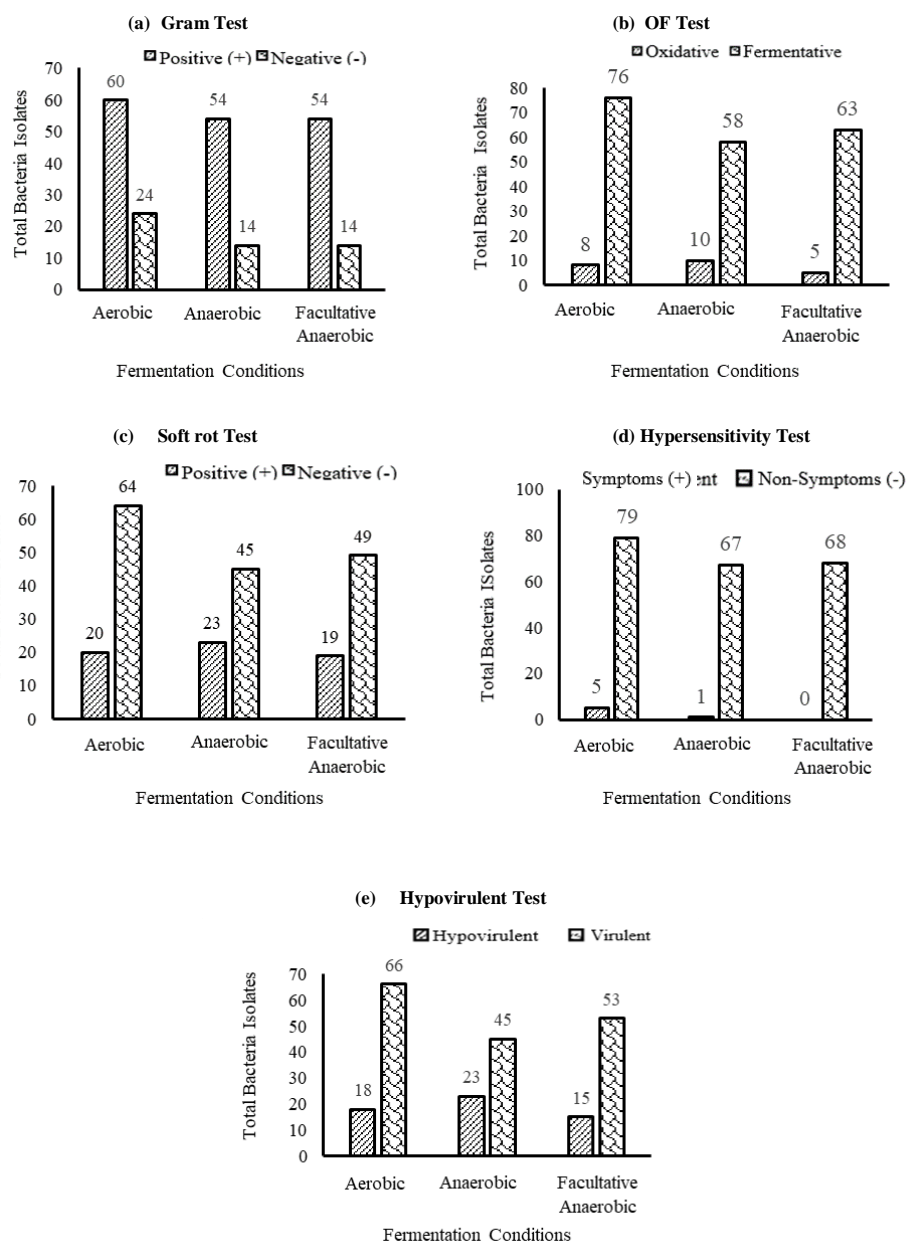 (a) Gram Test
Positive (+) Negative (-)
Total Bacteria Isolates
70
60
50
40
30
20
10
0
60
24
54
14
54
14
Aerobic
Anaerobic
Facultative
Anaerobic
Fermentation Conditions
(b) OF Test
Oxidative Fermentative
Total Bacteria Isolates
80
70
60
50
40
30
20
10
0
8
76
10
58
5
63
Aerobic
Anaerobic
Facultative
Anaerobic
Fermentation Conditions
(c) Soft rot Test
Positive (+) Negative (-)
70
60
50
40
30
20
10
0
20
64
23
45
19
49
Aerobic
Anaerobic
Facultative
Anaerobic
Fermentation Conditions
(d) Hypersensitivity Test
Symptoms (+) Non-Symptoms (-)
Total Bacteria ISolates
100
80
60
40
20
0
5
79
1
67
0
68
Aerobic
Anaerobic
Facultative
Anaerobic
Fermentation Conditions
(e) Hypovirulent Test
Hypovirulent Virulent
Total Bacteria Isolates
70
60
50
40
30
20
10
0
18
66
23
45
15
53
Aerobic
Anaerobic
Facultative
Anaerobic
Fermentation Conditions